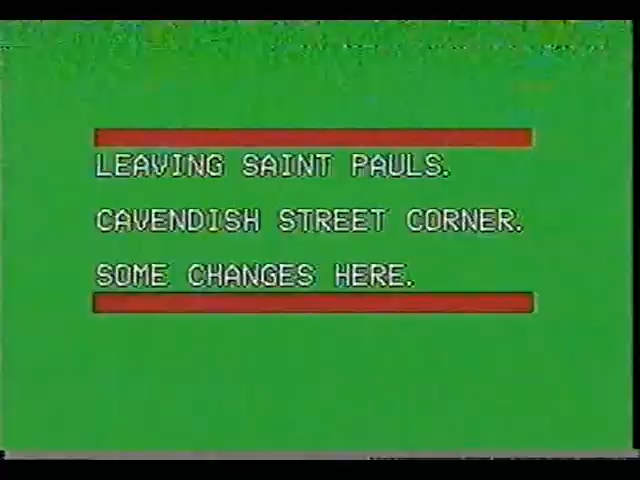 LEAVING SAINT PAULS.
CAVENDISH STREET CORNER.
SOME CHANGES HERE.